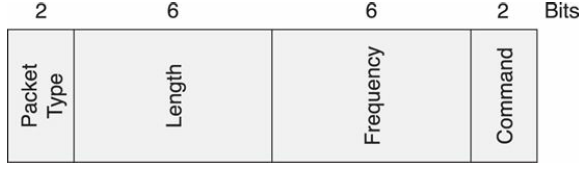 2 6 6 2 Bits
Packet
Type
Length
Frequency
Command